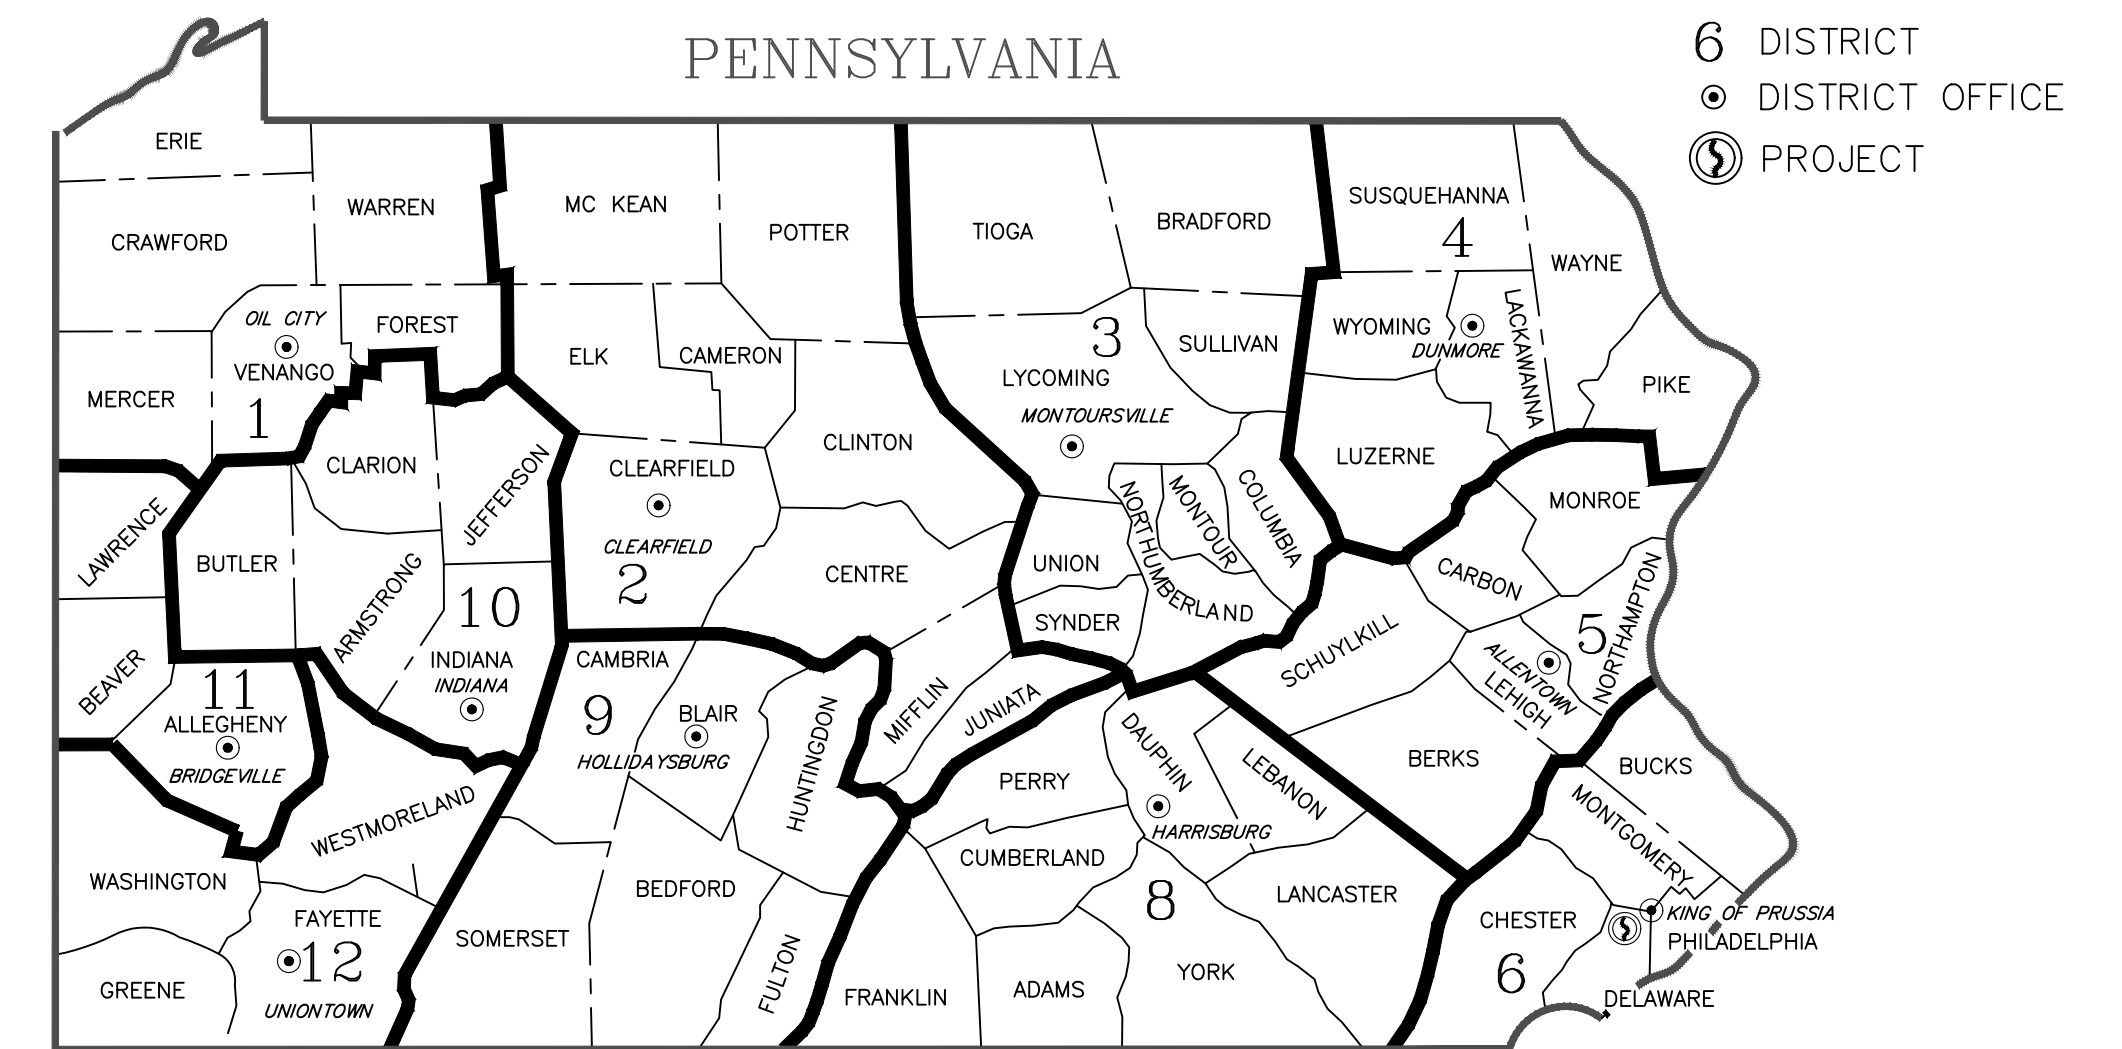 PENNSYLVANIA
6 DISTRICT
DISTRICT OFFICE
PROJECT
ERIE
WARREN
MC KEAN
POTTER
TIOGA
BRADFORD
SUSQUEHANNA
4
WAYNE
CRAWFORD
OIL CITY
VENANGO
1
FOREST
ELK
CAMERON
3
SULLIVAN
WYOMING
DUNMORE
LACKAWANNA
PIKE
MERCER
LYCOMING
MONTOURSVILLE
CLINTON
CLARION
JEFFERSON
CLEARFIELD
CLEARFIELD
2
LUZERNE
MONROE
LAWRENCE
BUTLER
ARMSTRONG
10
INDIANA
INDIANA
CENTRE
UNION
SYNDER
NORTHUMBERLAND
MONTOUR
COLUMBIA
CARBON
5
NORTHAMPTON
SCHUYLKILL
ALLENTOWN
LEHIGH
BEAVER
11
ALLEGHENY
BRIDGEVILLE
CAMBRIA
9
BLAIR
HOLLIDAYSBURG
HUNTINGDON
MIFFLIN
JUNIATA
DAUPHIN
PERRY
LEBANON
HARRISBURG
BERKS
BUCKS
MONTGOMERY
WESTMORELAND
WASHINGTON
FAYETTE
12
UNIONTOWN
GREENE
SOMERSET
BEDFORD
FULTON
CUMBERLAND
8
LANCASTER
YORK
FRANKLIN
ADAMS
CHESTER
6
KING OF PRUSSIA
PHILADELPHIA
DELAWARE